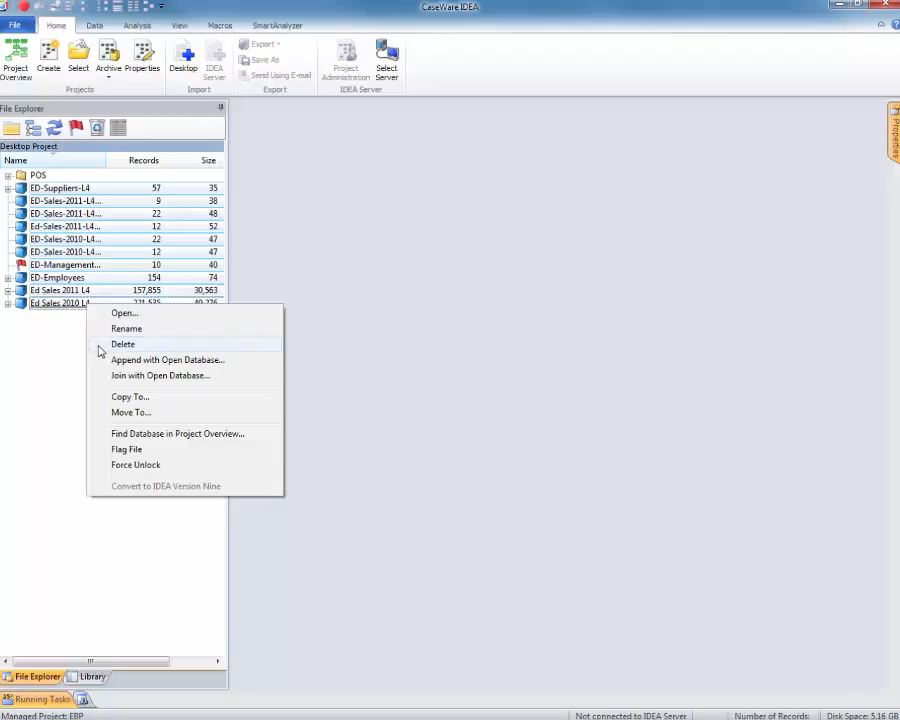 CaseWare IDEA
File Home Data Analysis View Macros SmartAnalyzer
Project Overview Create Select Archive Properties Desktop IDEA Server Export Save As Send Using E-mail Project Administration Select Server
Projects Import Export IDEA Server
File Explorer
Properties
Desktop Project
Name Records Size
POS
ED-Suppliers-L4 57 35
ED-Sales-2011-L4... 9 38
ED-Sales-2011-L4... 22 48
Ed-Sales-2011-L4... 12 52
ED-Sales-2010-L4... 22 47
ED-Sales-2010-L4... 12 47
ED-Management... 10 40
ED-Employees 154 74
Ed Sales 2011 L4 157,855 30,563
Ed Sales 2010 L4
Open...
Rename
Delete
Append with Open Database...
Join with Open Database...
Copy To...
Move To...
Find Database in Project Overview...
Flag File
Force Unlock
Convert to IDEA Version Nine
File Explorer Library
Running Tasks
Managed Project: EBP Not connected to IDEA Server Number of Records: Disk Space: 5.16 GB